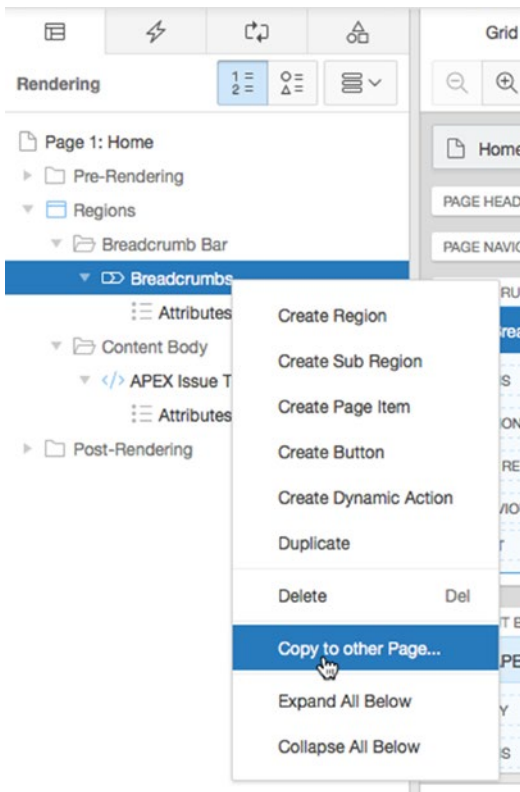 Grid
Rendering
Home
Page 1: Home
Pre-Rendering
PAGE HEAD
Regions
Breadcrumb Bar
PAGE NAVIG
Breadcrumbs
Attributes
Content Body
APEX Issue T
Attributes
Post-Rendering
Create Region
Create Sub Region
Create Page Item
Create Button
Create Dynamic Action
Duplicate
Delete Del
Copy to other Page...
Expand All Below
Collapse All Below